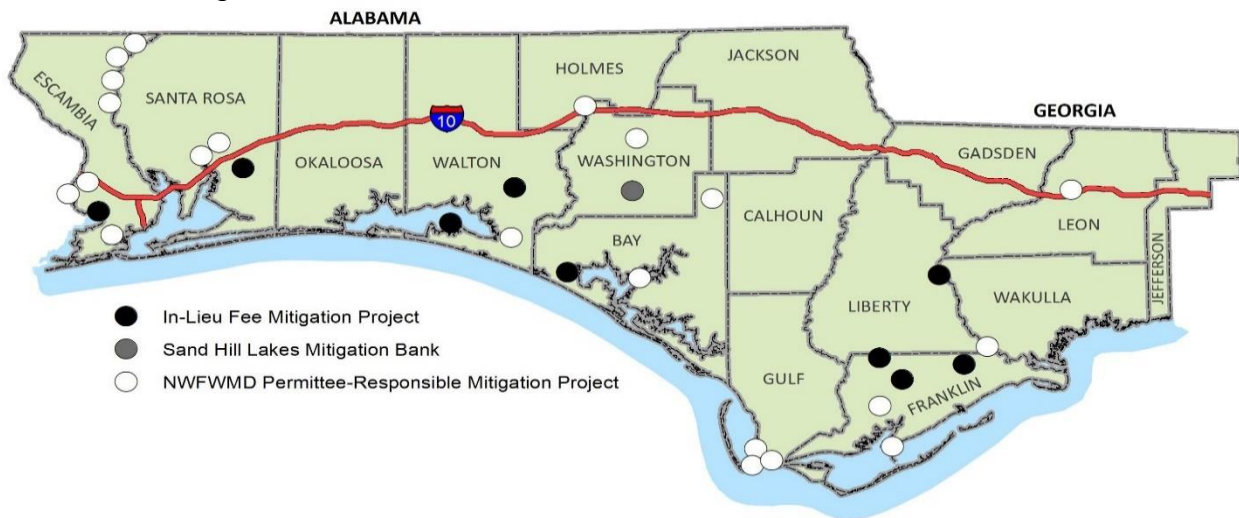 ALABAMA
JACKSON
HOLMES
ESCAMBIA
SANTA ROSA
GEORGIA
10
OKALOOSA
WALTON
WASHINGTON
GADSDEN
CALHOUN
LEON
BAY
JEFFERSON
LIBERTY
WAKULLA
In-Lieu Fee Mitigation Project
Sand Hill Lakes Mitigation Bank
NWFWMD Permittee-Responsible Mitigation Project
GULF
FRANKLIN